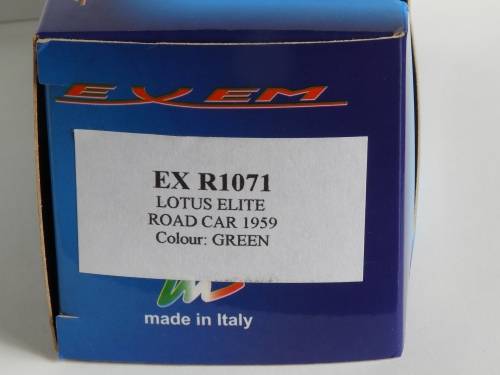 EXEM
EX R1071
LOTUS ELITE
ROAD CAR 1959
Colour: GREEN
made in Italy